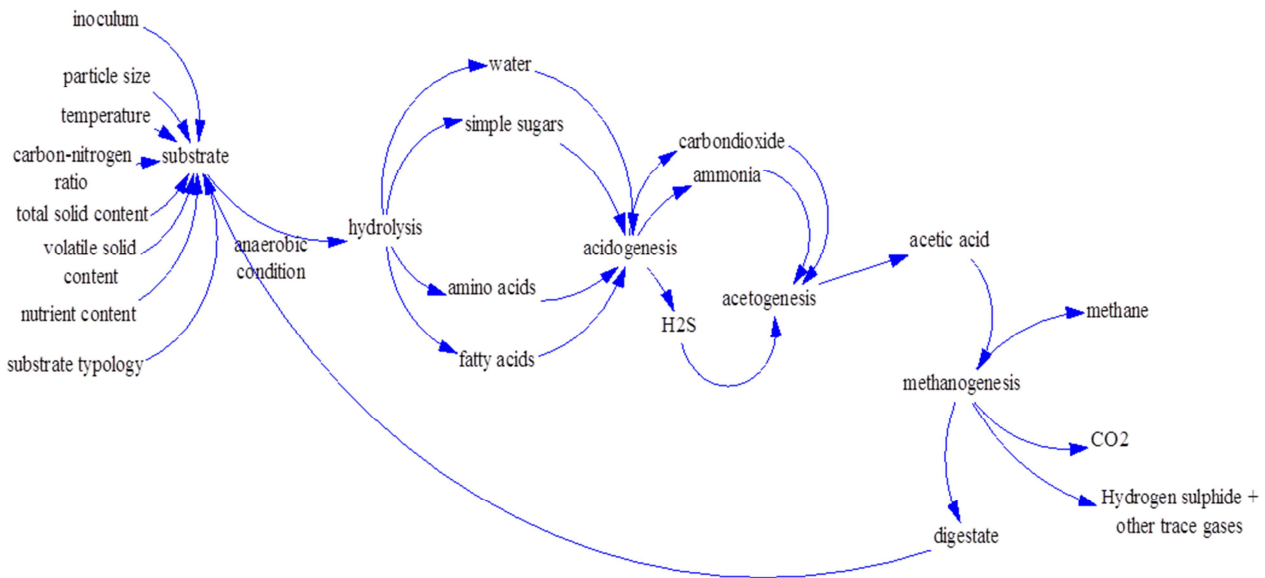 inoculum
particle size
temperature
carbon-nitrogen
ratio
substrate
total solid content
volatile solid
content
nutrient content
substrate typology
anaerobic
condition
hydrolysis
water
simple sugars
amino acids
fatty acids
acidogenesis
carbondioxide
ammonia
H2S
acetogenesis
acetic acid
methanogenesis
methane
CO2
Hydrogen sulphide +
other trace gases
digestate